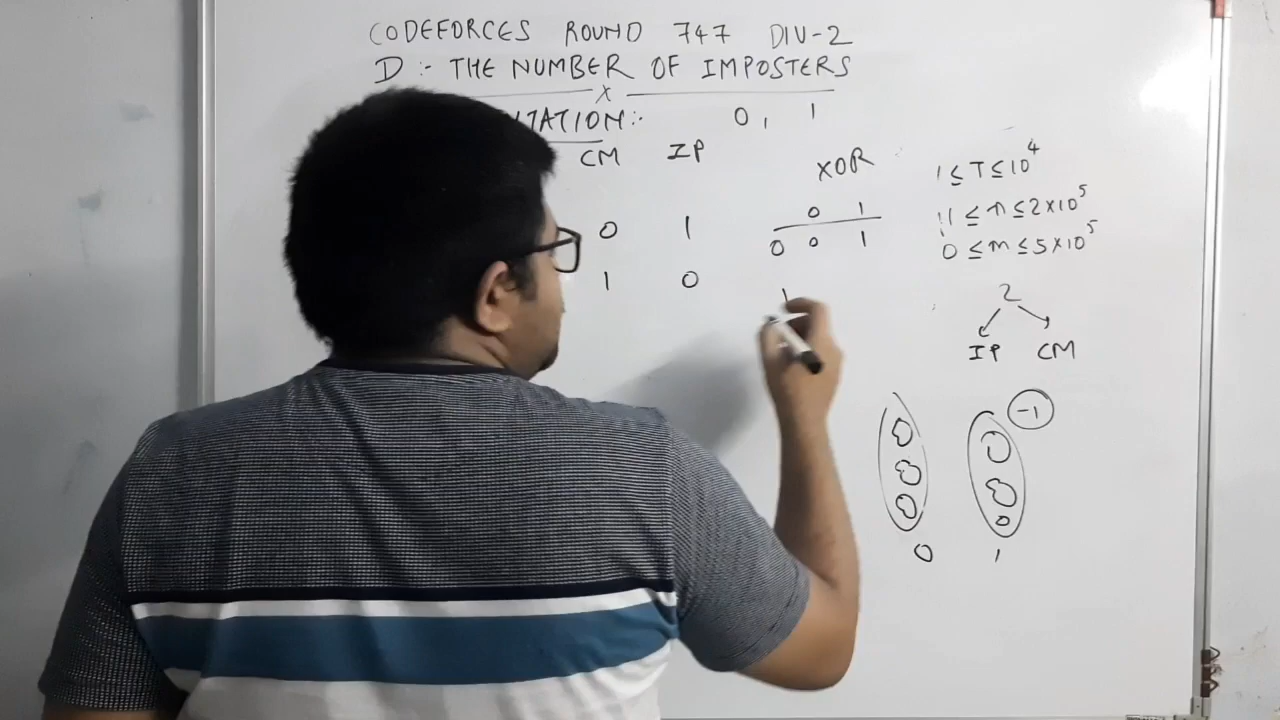 CODEFORCES ROUND 747 DIV-2
D :- THE NUMBER OF IMPOSTERS
x
TATION:- 0, 1
CM IP
XOR
0 1
0 1
0 0 1
1 0
1
1 ≤ T ≤ 10^4
1 ≤ n ≤ 2×10^5
0 ≤ m ≤ 5×10^5
2
IP CM
-1
0 1